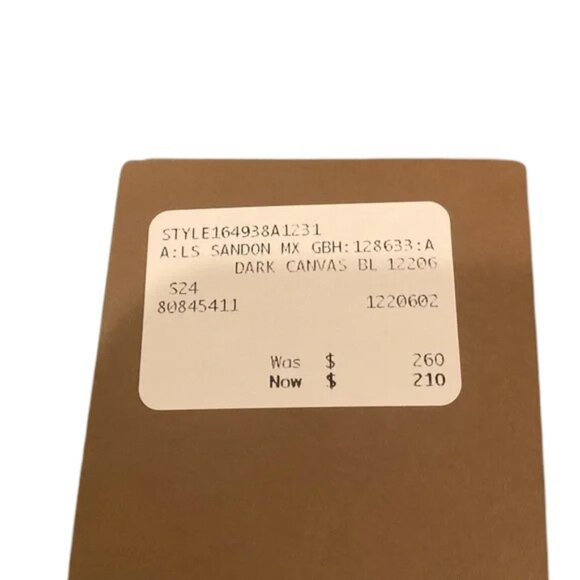 STYLE164938A1231
A:LS SANDON MX GBH:128633:A
DARK CANVAS BL 12206
S24
80845411 1220602
Was $ 260
Now $ 210